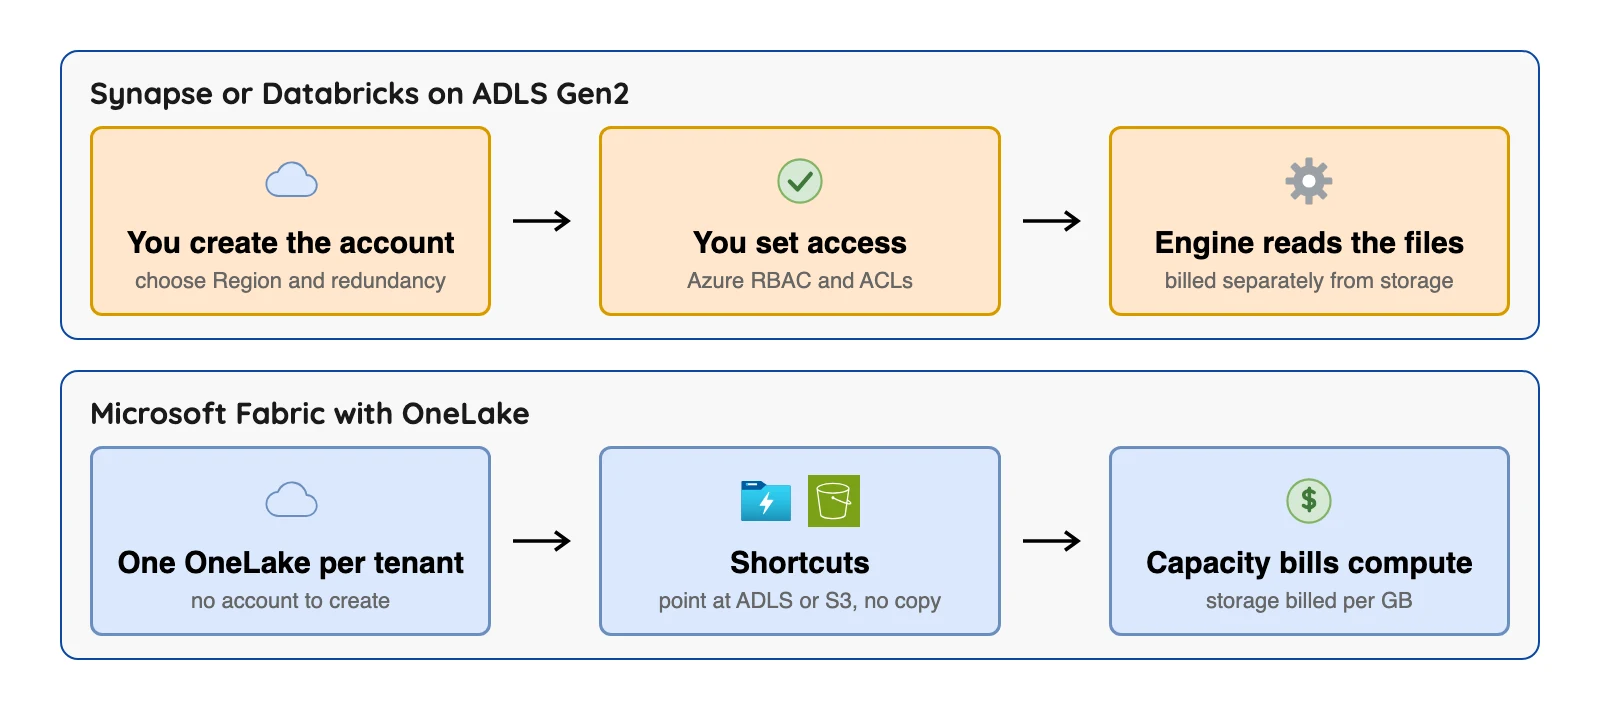 Synapse or Databricks on ADLS Gen2
You create the account
choose Region and redundancy
You set access
Azure RBAC and ACLs
Engine reads the files
billed separately from storage
Microsoft Fabric with OneLake
One OneLake per tenant
no account to create
Shortcuts
point at ADLS or S3, no copy
$
Capacity bills compute
storage billed per GB